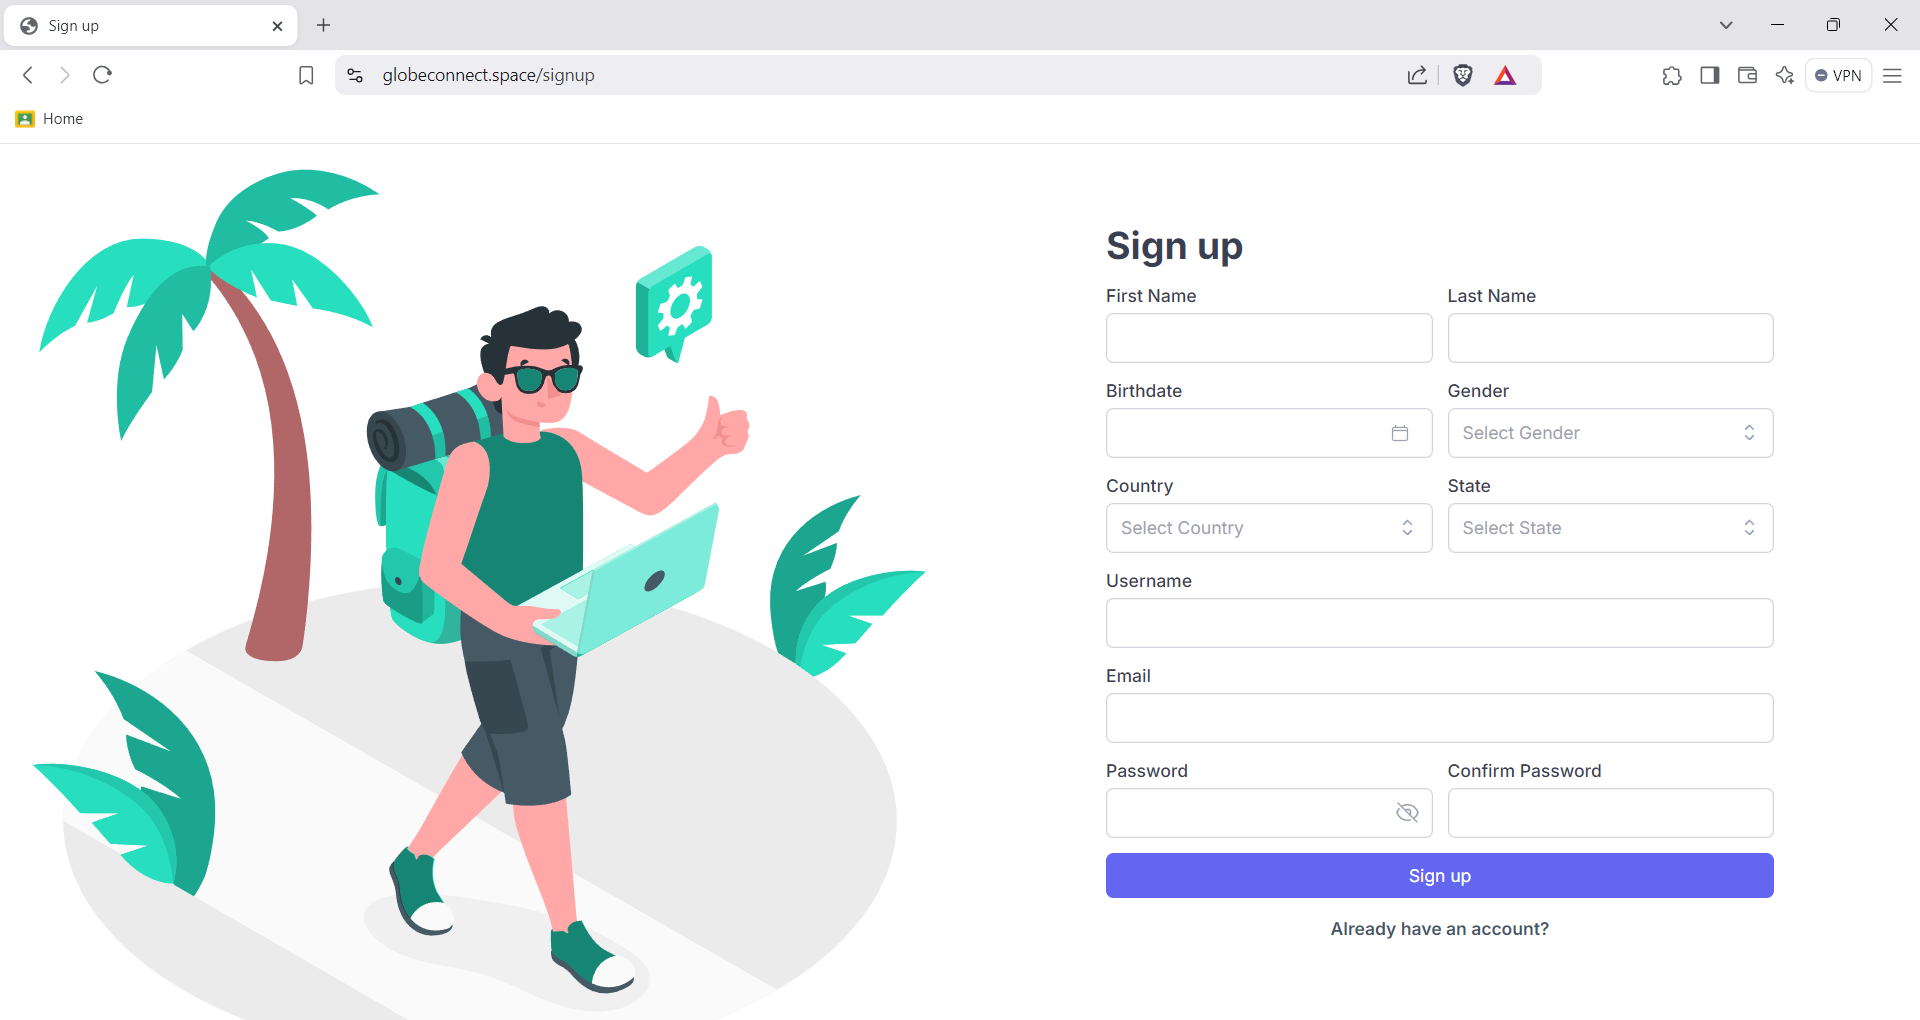 Sign up
globeconnect.space/signup
VPN
Home
Sign up
First Name
Last Name
Birthdate
Gender
Select Gender
Country
State
Select Country
Select State
Username
Email
Password
Confirm Password
Sign up
Already have an account?